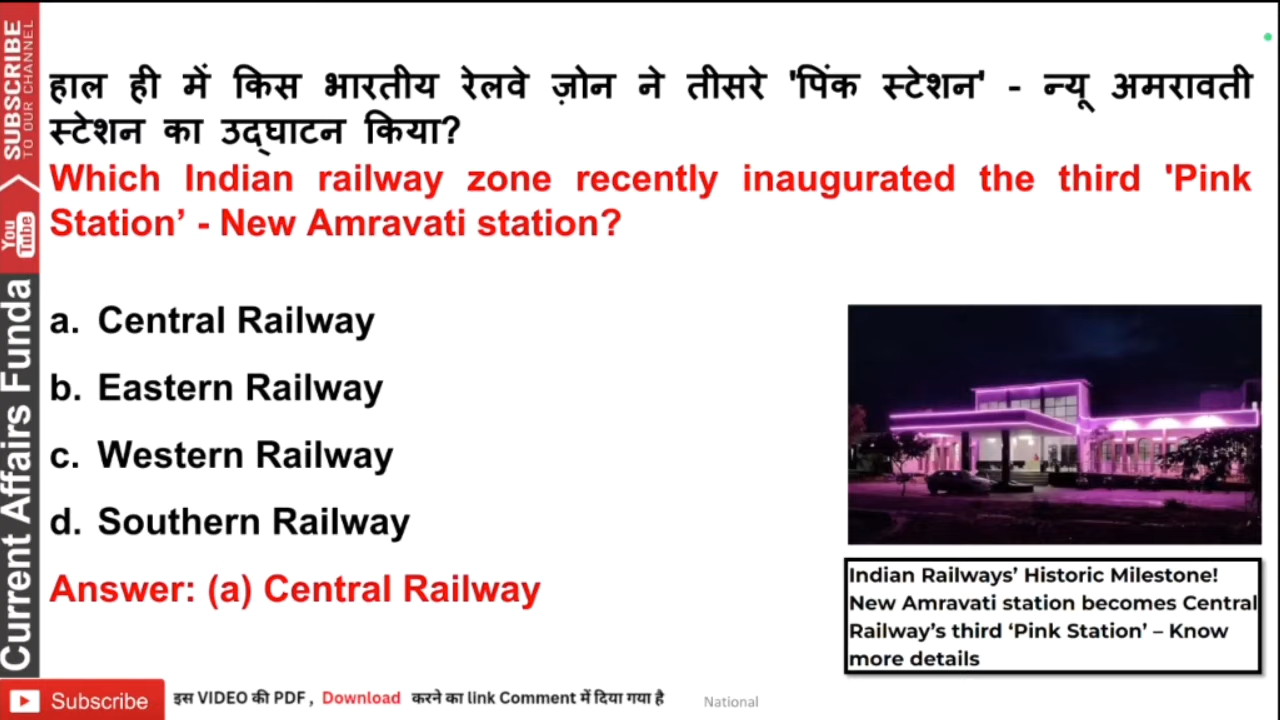 SUBSCRIBE
TO OUR CHANNEL
You Tube
Current Affairs Funda
हाल ही में किस भारतीय रेलवे ज़ोन ने तीसरे 'पिंक स्टेशन' - न्यू अमरावती
स्टेशन का उद्घाटन किया?
Which Indian railway zone recently inaugurated the third 'Pink
Station’ - New Amravati station?
a. Central Railway
b. Eastern Railway
c. Western Railway
d. Southern Railway
Answer: (a) Central Railway
Indian Railways’ Historic Milestone!
New Amravati station becomes Central
Railway’s third ‘Pink Station’ – Know
more details
Subscribe
इस VIDEO की PDF , Download करने का link Comment में दिया गया है
National